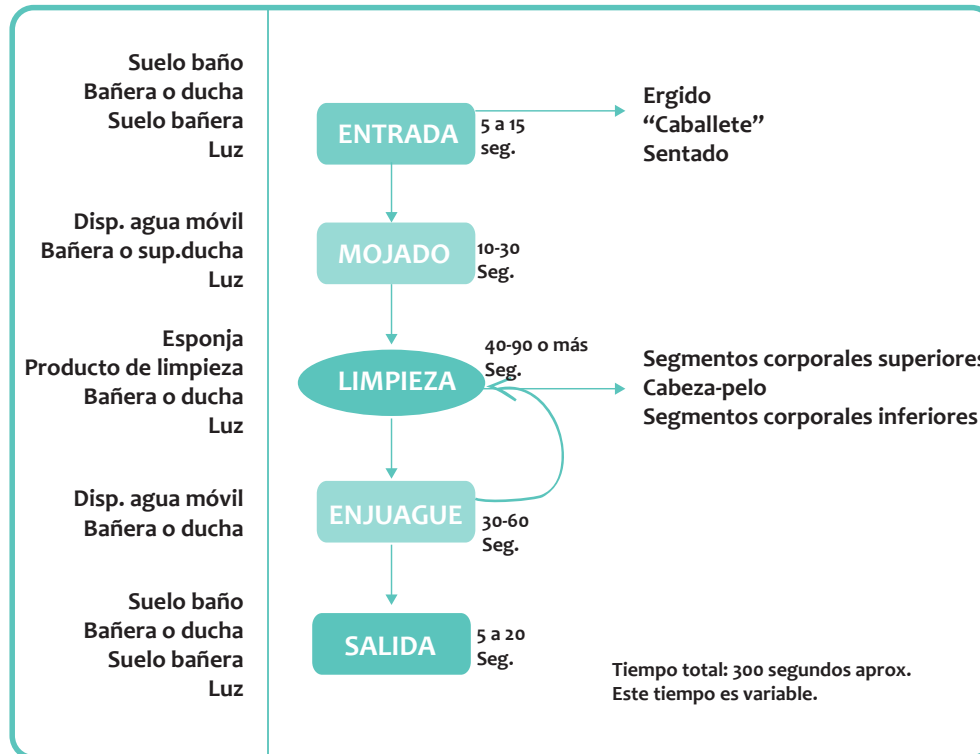 Suelo baño
Bañera o ducha
Suelo bañera
Luz
ENTRADA
5 a 15
seg.
Ergido
“Caballete”
Sentado
Disp. agua móvil
Bañera o sup.ducha
Luz
MOJADO
10-30
Seg.
Esponja
Producto de limpieza
Bañera o ducha
Luz
LIMPIEZA
40-90 o más
Seg.
Segmentos corporales superiores
Cabeza-pelo
Segmentos corporales inferiores
Disp. agua móvil
Bañera o ducha
ENJUAGUE
30-60
Seg.
Suelo baño
Bañera o ducha
Suelo bañera
Luz
SALIDA
5 a 20
Seg.
Tiempo total: 300 segundos aprox.
Este tiempo es variable.